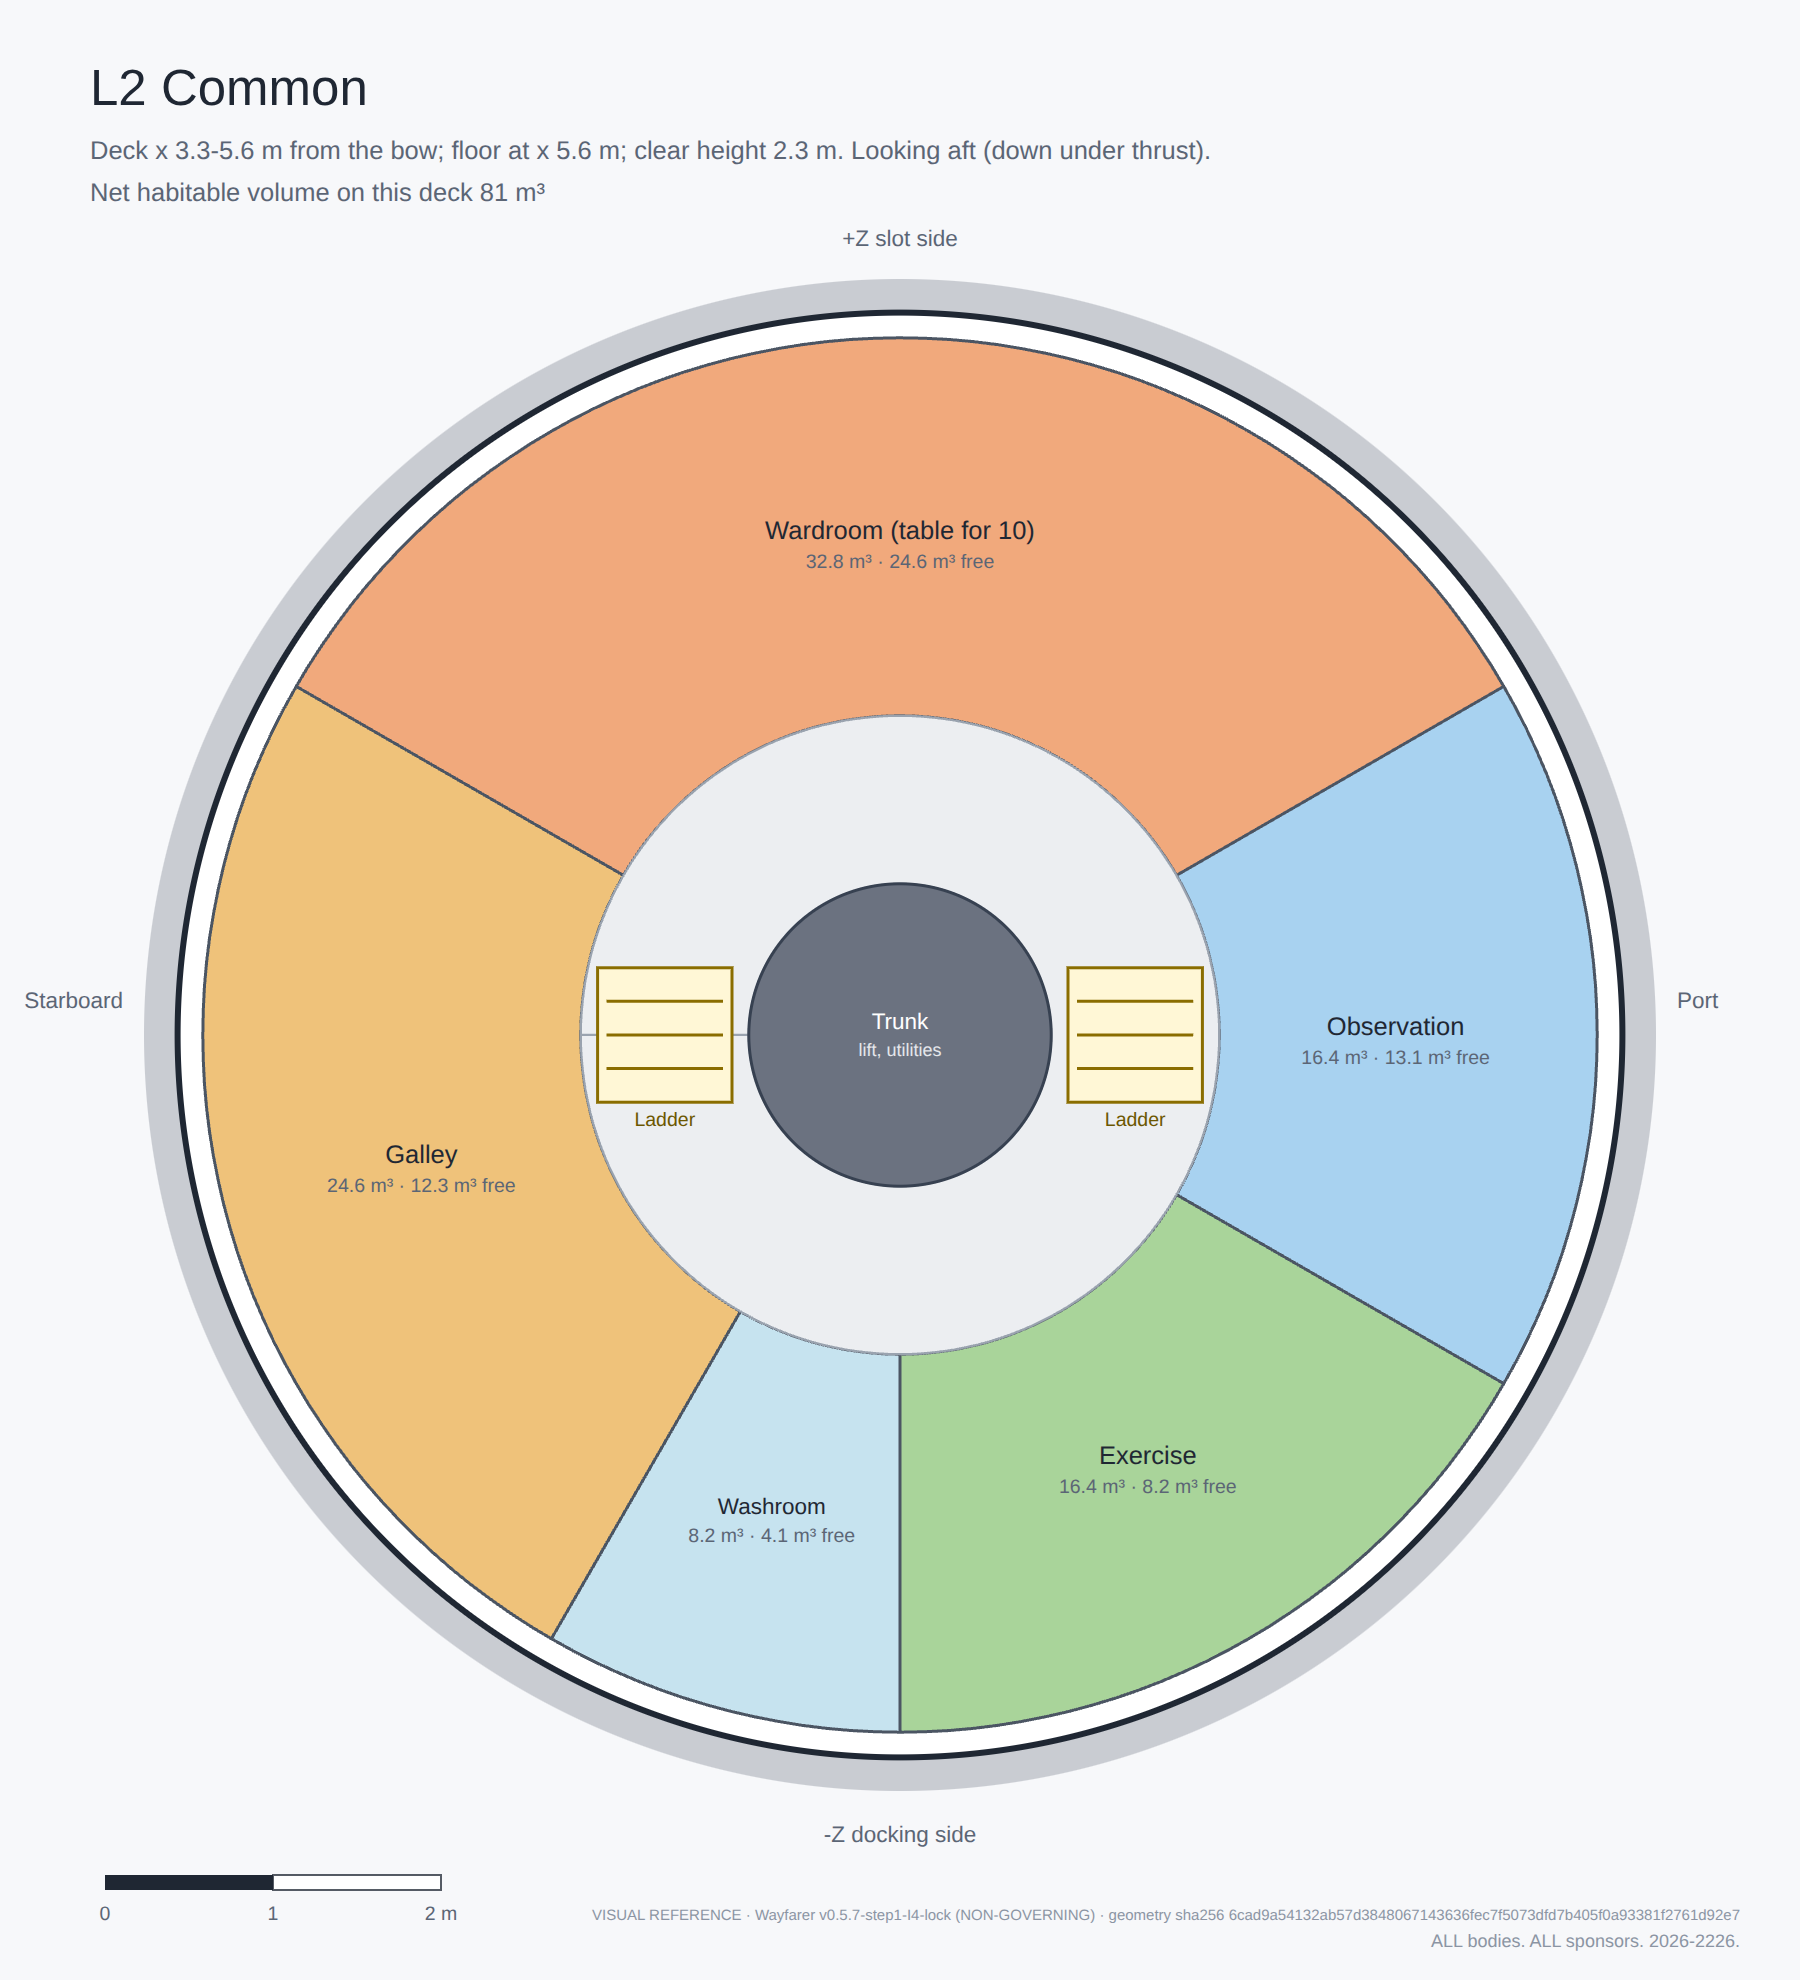 L2 Common
Deck x 3.3-5.6 m from the bow; floor at x 5.6 m; clear height 2.3 m. Looking aft (down under thrust).
Net habitable volume on this deck 81 m³
+Z slot side
Wardroom (table for 10)
32.8 m³ · 24.6 m³ free
Starboard
Port
Trunk
lift, utilities
Observation
16.4 m³ · 13.1 m³ free
Ladder
Ladder
Galley
24.6 m³ · 12.3 m³ free
Exercise
16.4 m³ · 8.2 m³ free
Washroom
8.2 m³ · 4.1 m³ free
-Z docking side
0 1 2 m
VISUAL REFERENCE · Wayfarer v0.5.7-step1-I4-lock (NON-GOVERNING) · geometry sha256 6cad9a54132ab57d3848067143636fec7f5073dfd7b405f0a93381f2761d92e7
ALL bodies. ALL sponsors. 2026-2226.